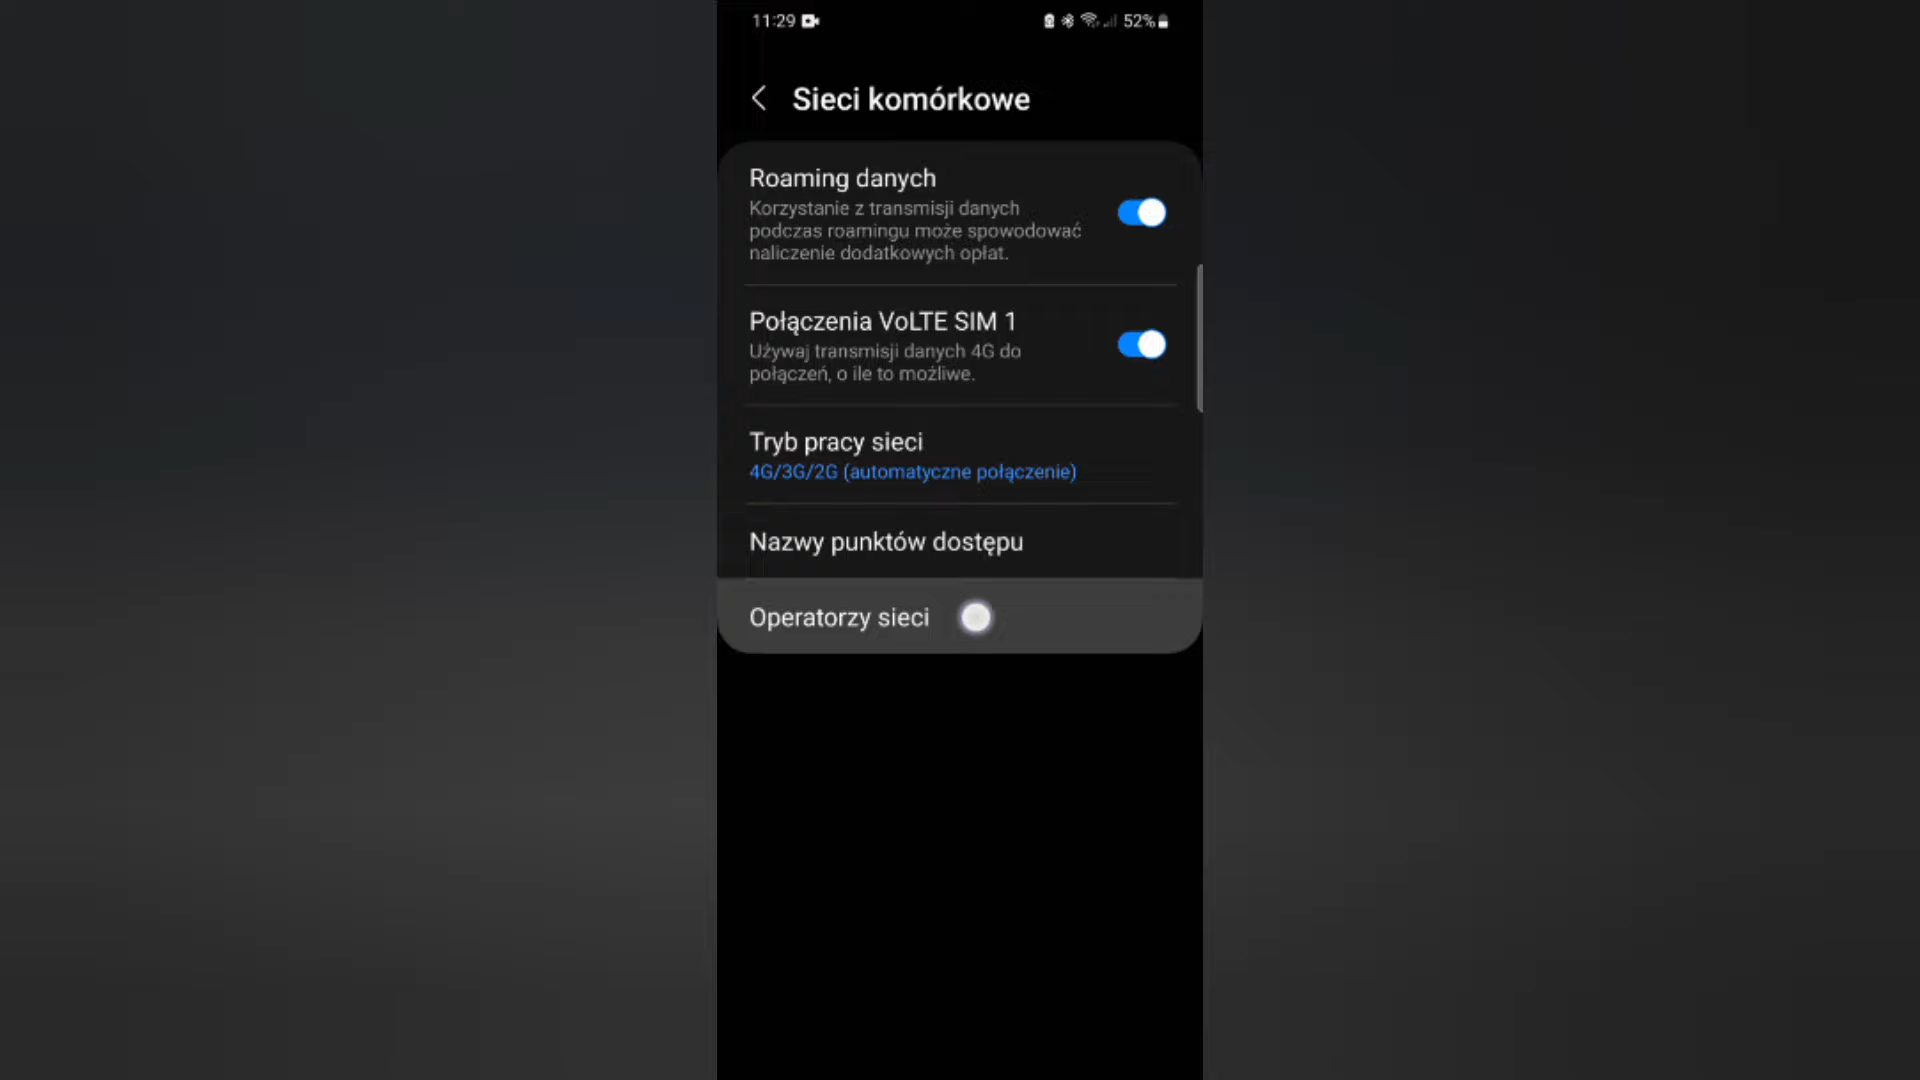 11:29 52%
Sieci komórkowe
Roaming danych
Korzystanie z transmisji danych
podczas roamingu może spowodować
naliczenie dodatkowych opłat.
Połączenia VoLTE SIM 1
Używaj transmisji danych 4G do
połączeń, o ile to możliwe.
Tryb pracy sieci
4G/3G/2G (automatyczne połączenie)
Nazwy punktów dostępu
Operatorzy sieci